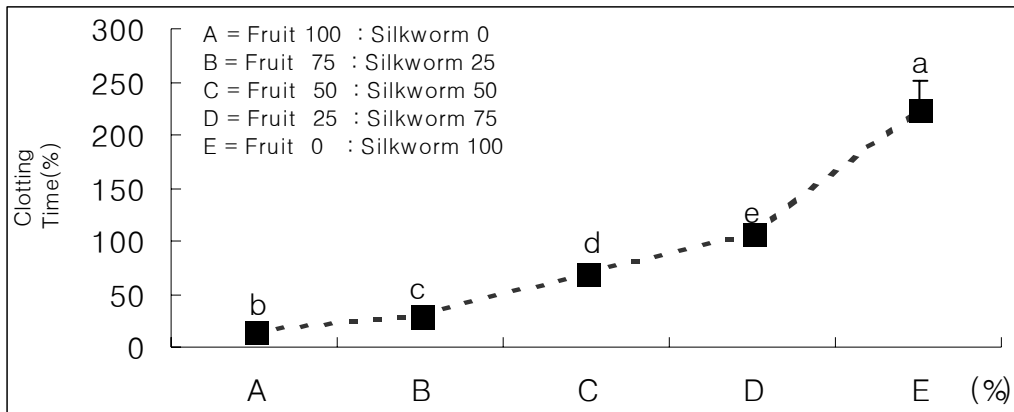 300
250
200
150
100
50
0
Clotting
Time(%)
A = Fruit 100 : Silkworm 0
B = Fruit 75 : Silkworm 25
C = Fruit 50 : Silkworm 50
D = Fruit 25 : Silkworm 75
E = Fruit 0 : Silkworm 100
b
c
d
e
a
A B C D E (%)